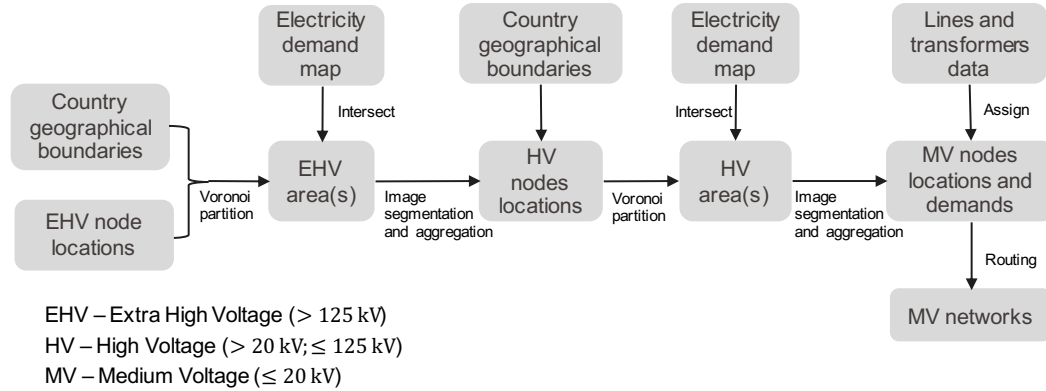 Electricity
demand
map
Country
geographical
boundaries
Electricity
demand
map
Lines and
transformers
data
Country
geographical
boundaries
Intersect
Intersect
Assign
EHV
area(s)
HV
nodes
locations
HV
area(s)
MV nodes
locations and
demands
Voronoi
partition
Image
segmentation
and aggregation
Voronoi
partition
Image
segmentation
and aggregation
EHV node
locations
Routing
MV networks
EHV – Extra High Voltage (> 125 kV)
HV – High Voltage (> 20 kV; ≤ 125 kV)
MV – Medium Voltage (≤ 20 kV)